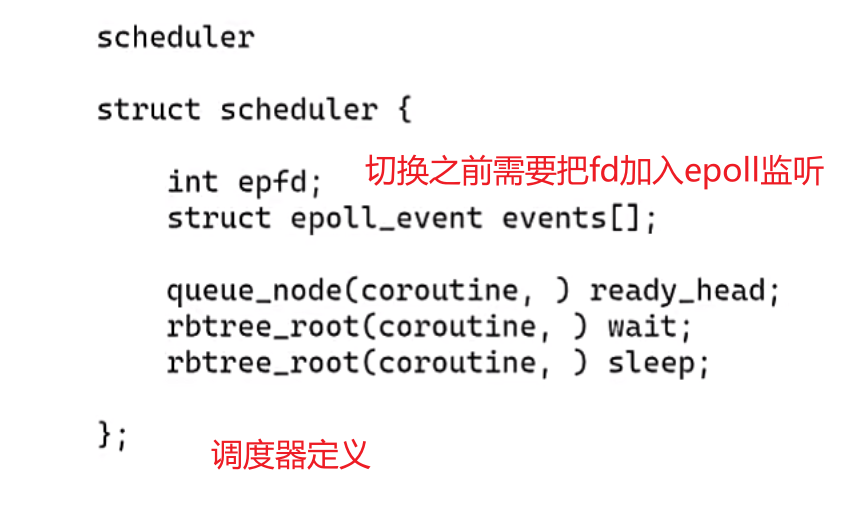 scheduler
struct scheduler {
切换之前需要把fd加入epoll监听
int epfd;
struct epoll_event events[];
queue_node(coroutine, ) ready_head;
rbtree_root(coroutine, ) wait;
rbtree_root(coroutine, ) sleep;
};
调度器定义